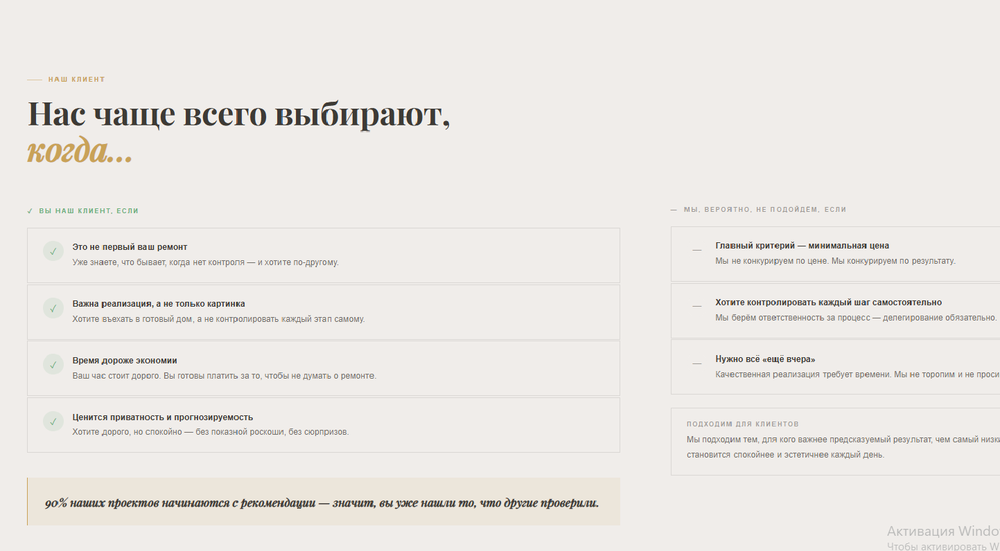 НАШ КЛИЕНТ
Нас чаще всего выбирают,
когда...
✓ ВЫ НАШ КЛИЕНТ, ЕСЛИ
✓ Это не первый ваш ремонт
Уже знаете, что бывает, когда нет контроля — и хотите по-другому.
✓ Важна реализация, а не только картинка
Хотите въехать в готовый дом, а не контролировать каждый этап самому.
✓ Время дороже экономии
Ваш час стоит дорого. Вы готовы платить за то, чтобы не думать о ремонте.
✓ Ценится приватность и прогнозируемость
Хотите дорого, но спокойно — без показной роскоши, без сюрпризов.
90% наших проектов начинаются с рекомендации — значит, вы уже нашли то, что другие проверили.
— МЫ, ВЕРОЯТНО, НЕ ПОДОЙДЁМ, ЕСЛИ
— Главный критерий — минимальная цена
Мы не конкурируем по цене. Мы конкурируем по результату.
— Хотите контролировать каждый шаг самостоятельно
Мы берём ответственность за процесс — делегирование обязательно.
— Нужно всё «ещё вчера»
Качественная реализация требует времени. Мы не торопим и не проси
ПОДХОДИМ ДЛЯ КЛИЕНТОВ
Мы подходим тем, для кого важнее предсказуемый результат, чем самый низк
становится спокойнее и эстетичнее каждый день.
Активация Windo
Чтобы активировать W